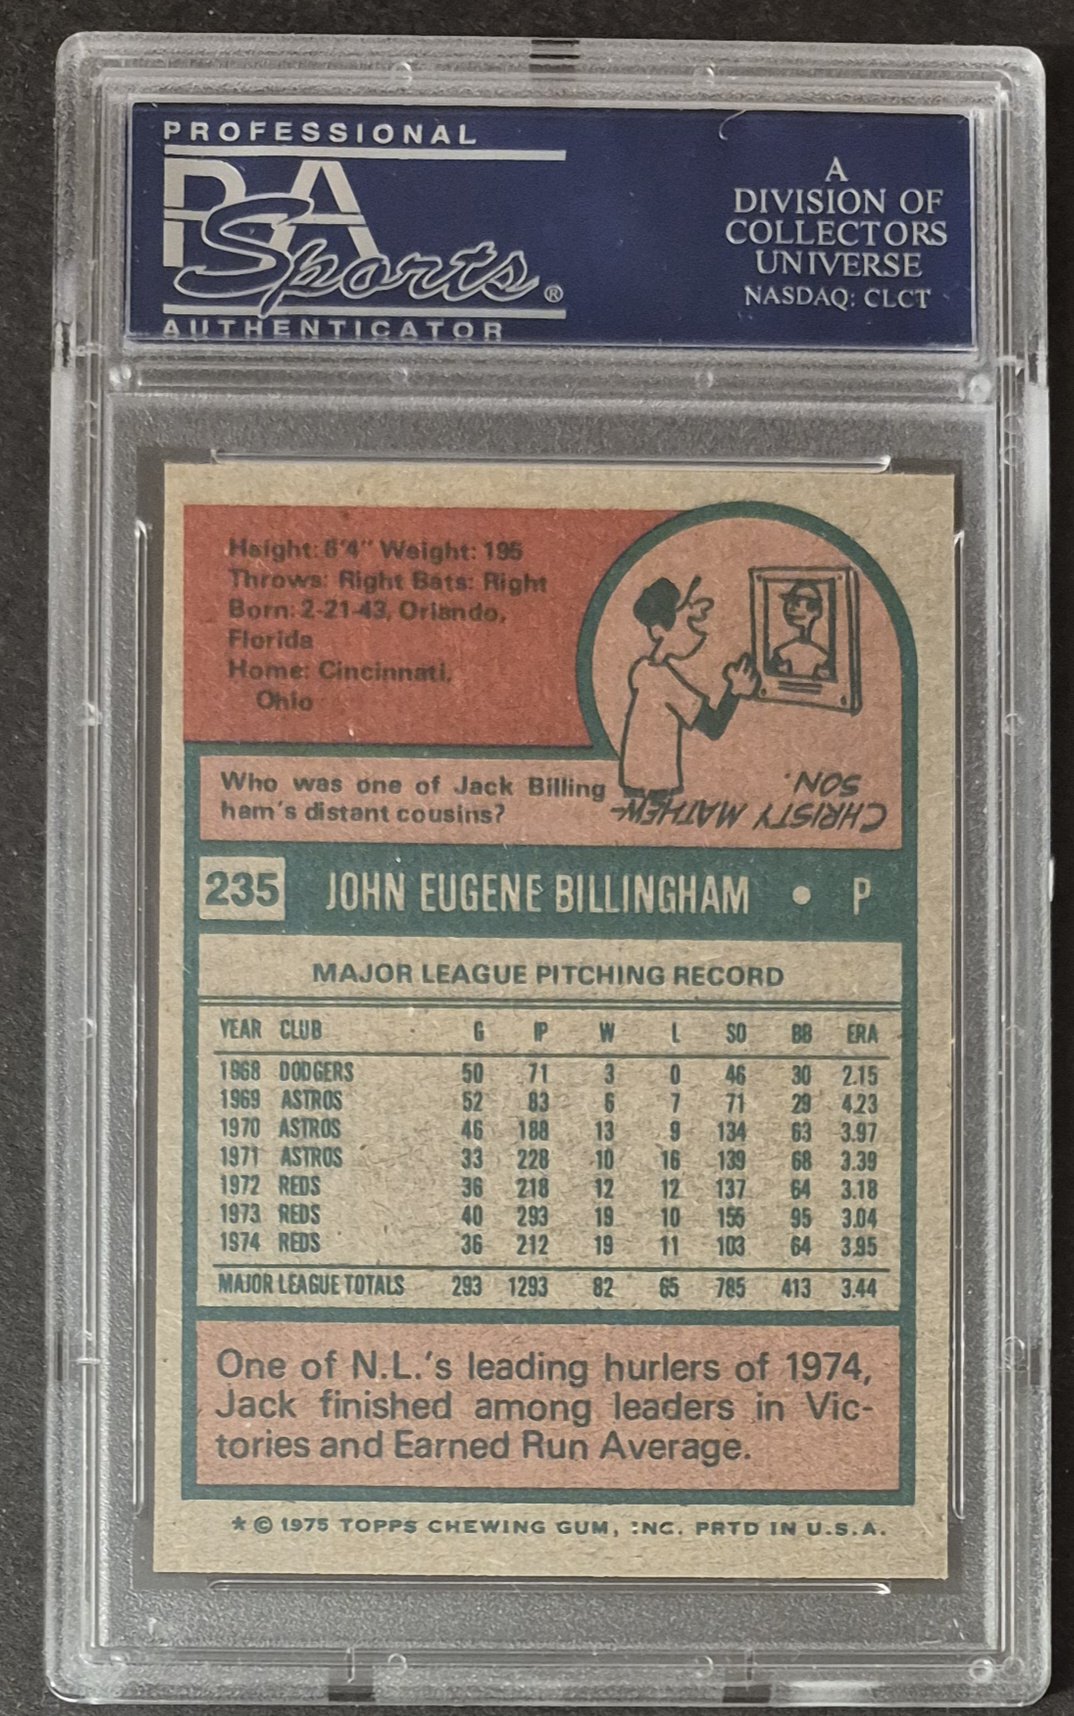 PROFESSIONAL
PSA
Sports ®
AUTHENTICATOR
A
DIVISION OF
COLLECTORS
UNIVERSE
NASDAQ: CLCT
Height: 6'4" Weight: 195
Throws: Right Bats: Right
Born: 2-21-43, Orlando,
Florida
Home: Cincinnati,
Ohio
Who was one of Jack Billing
ham's distant cousins?
CHRISTY MATHEW-
SON.
235 JOHN EUGENE BILLINGHAM • P
MAJOR LEAGUE PITCHING RECORD
YEAR CLUB G IP W L SO BB ERA
1968 DODGERS 50 71 3 0 46 30 2.15
1969 ASTROS 52 83 6 7 71 29 4.23
1970 ASTROS 46 188 13 9 134 63 3.97
1971 ASTROS 33 228 10 16 139 68 3.39
1972 REDS 36 218 12 12 137 64 3.18
1973 REDS 40 293 19 10 155 95 3.04
1974 REDS 36 212 19 11 103 64 3.95
MAJOR LEAGUE TOTALS 293 1293 82 65 785 413 3.44
One of N.L.'s leading hurlers of 1974,
Jack finished among leaders in Vic-
tories and Earned Run Average.
* © 1975 TOPPS CHEWING GUM, INC. PRTD IN U.S.A.